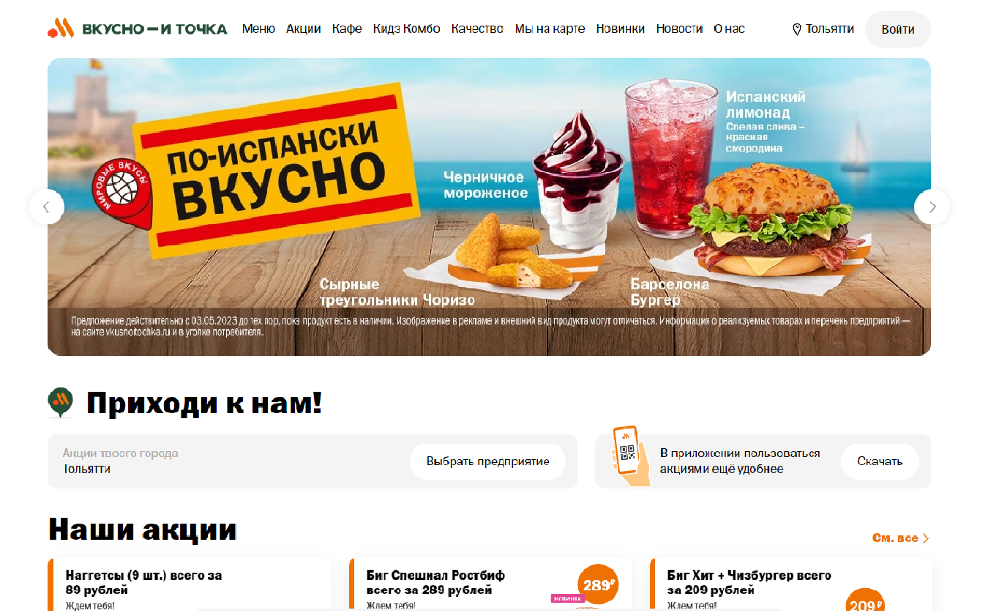 ВКУСНО — И ТОЧКА
Меню Акции Кафе Кидз Комбо Качество Мы на карте Новинки Новости О нас
Тольятти
Войти
ПО-ИСПАНСКИ
ВКУСНО
МИРОВЫЕ ВКУСЫ
Испанский
лимонад
Спелая слива –
красная
смородина
Черничное
мороженое
Сырные
треугольники Чоризо
Барселона
Бургер
Предложение действительно с 03.05.2023 до тех пор, пока продукт есть в наличии. Изображение в рекламе и внешний вид продукта могут отличаться. Информация о реализуемых товарах и перечень предприятий —
на сайте vkusnoitochka.ru и в уголке потребителя.
Приходи к нам!
Акции твоего города
Тольятти
Выбрать предприятие
В приложении пользоваться
акциями ещё удобнее
Скачать
Наши акции
См. все
Наггетсы (9 шт.) всего за
89 рублей
Ждем тебя!
Биг Спешиал Ростбиф
всего за 289 рублей
Ждем тебя!
289₽
НОВИНКА
Биг Хит + Чизбургер всего
за 209 рублей
Ждем тебя!
209₽